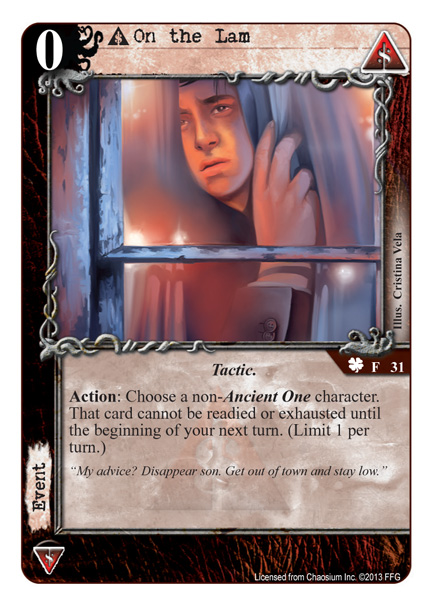 0
On the Lam
Illus. Cristina Vela
F 31
Tactic.
Action: Choose a non-Ancient One character.
That card cannot be readied or exhausted until
the beginning of your next turn. (Limit 1 per
turn.)
“My advice? Disappear son. Get out of town and stay low.”
Event
Licensed from Chaosium Inc. ©2013 FFG